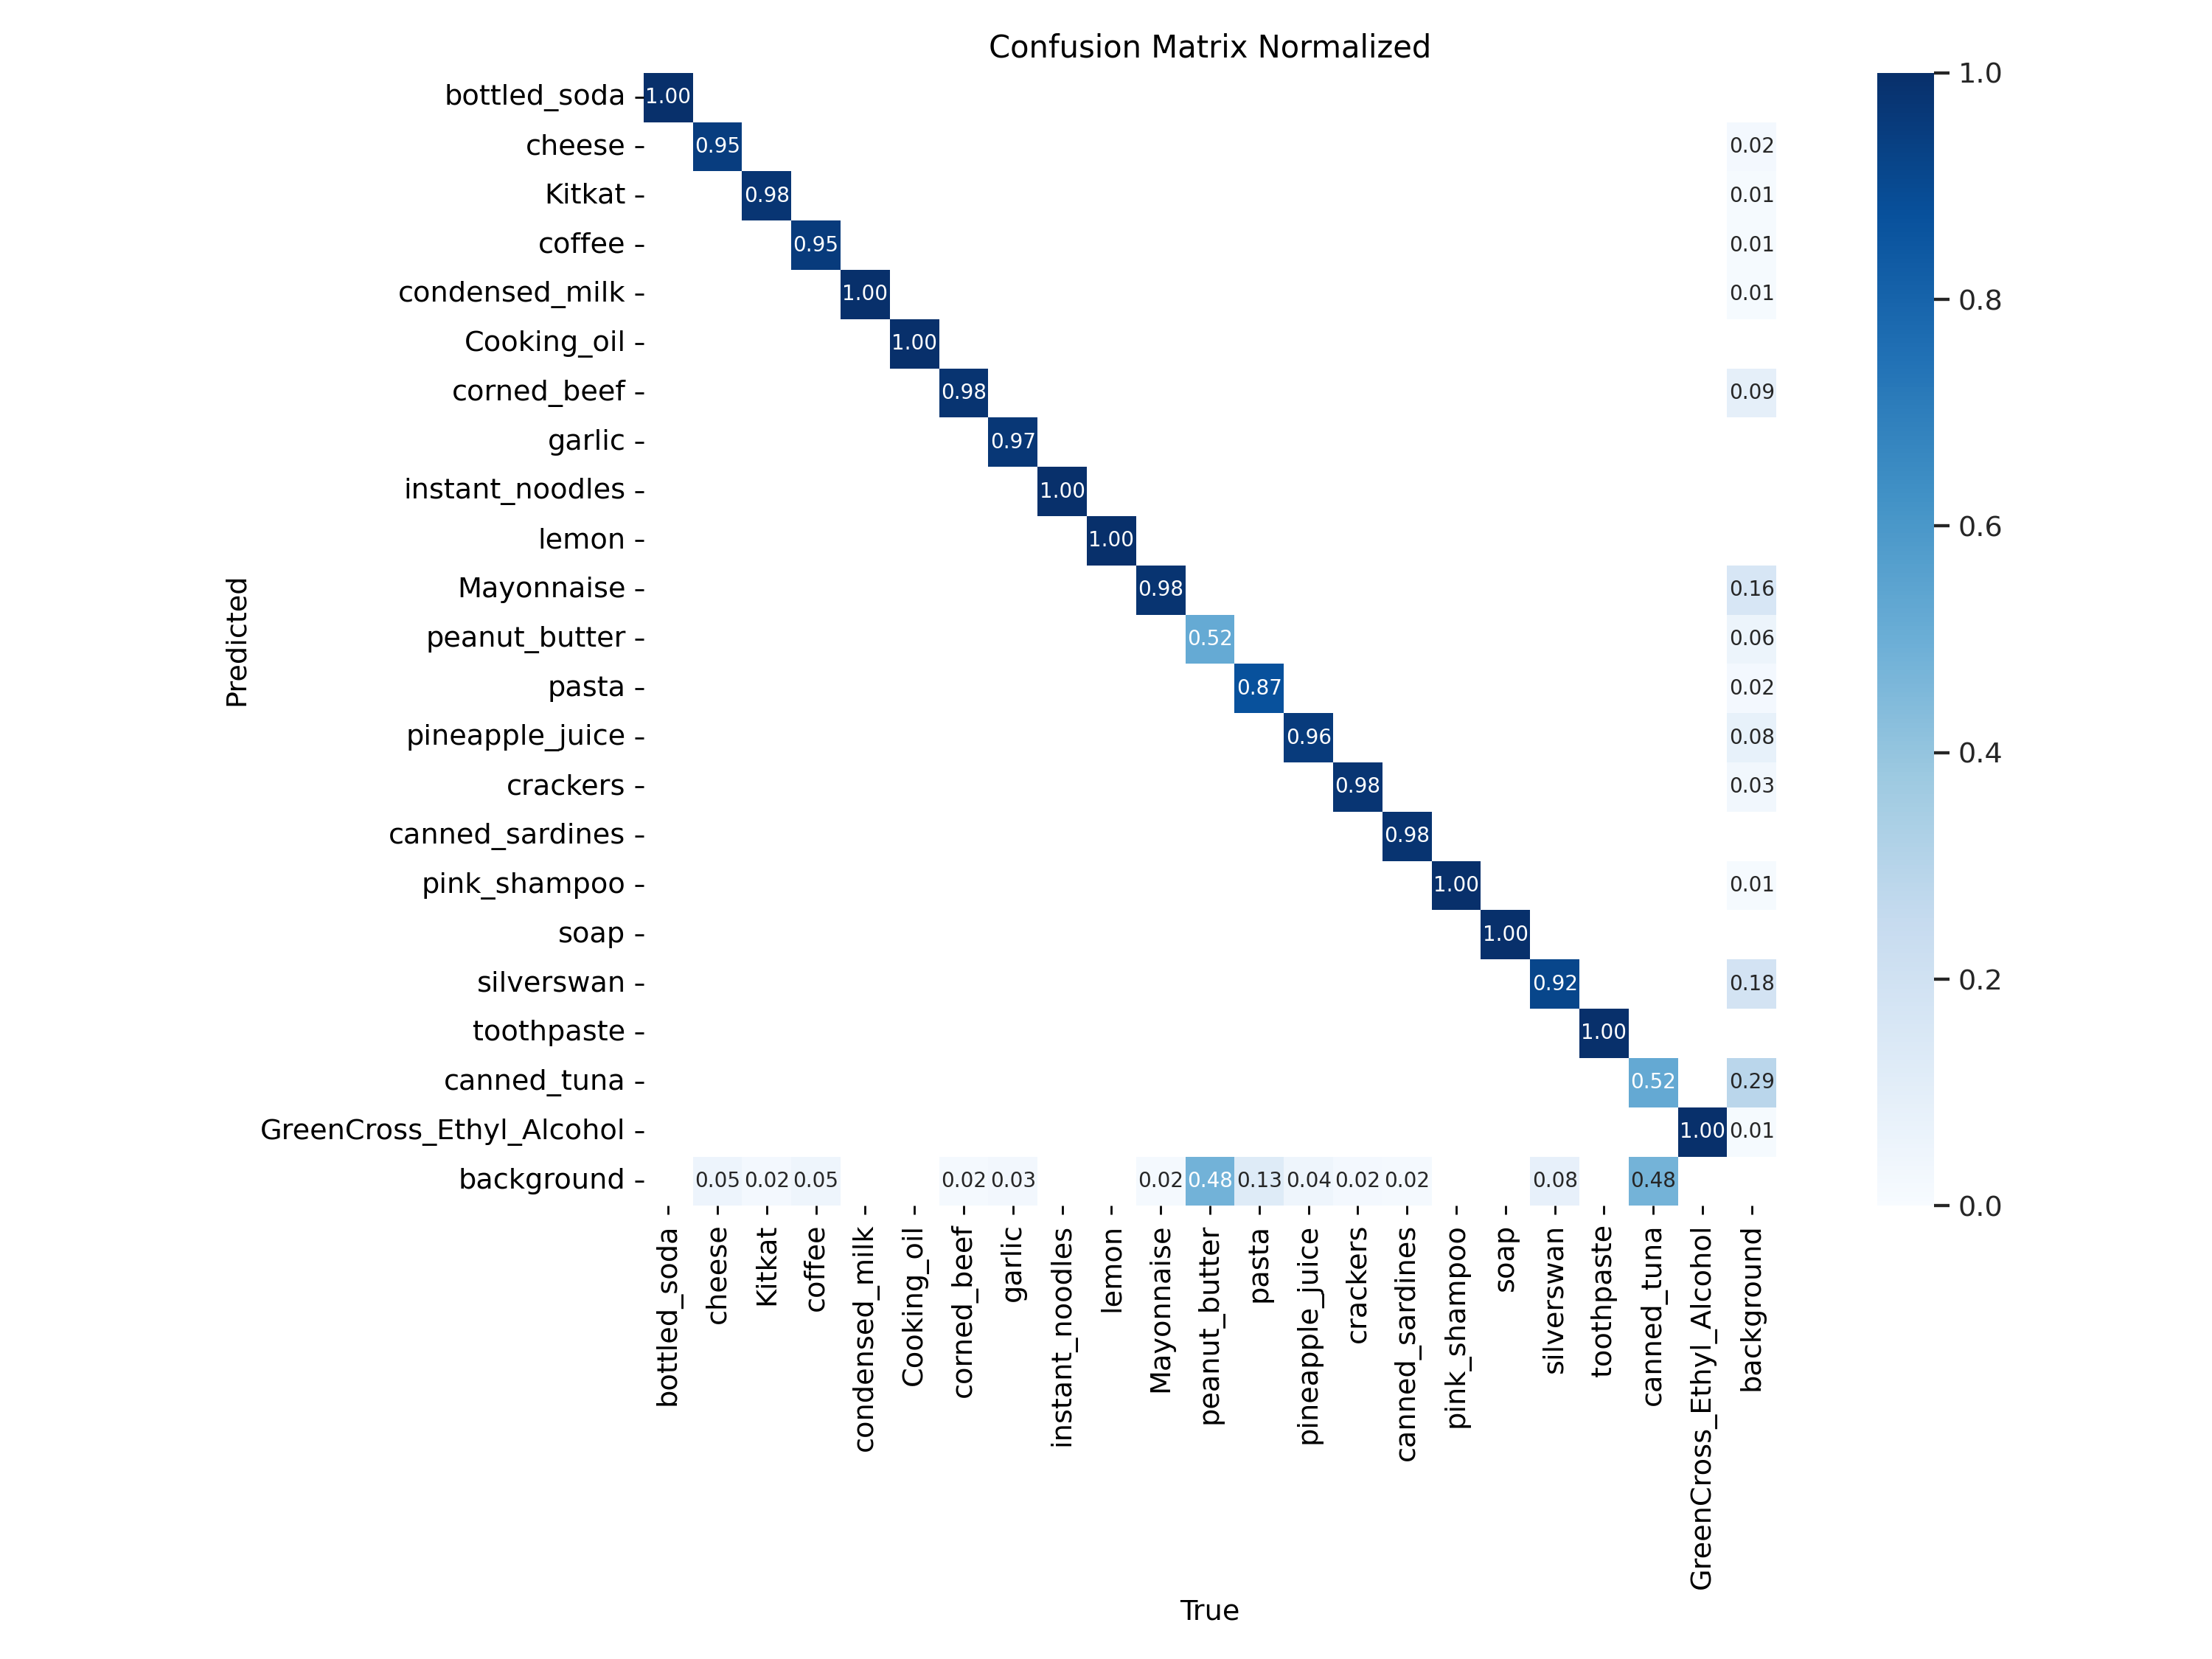 Confusion Matrix Normalized
bottled_soda 1.00 1.0
cheese 0.95 0.02
Kitkat 0.98 0.01
coffee 0.95 0.01
condensed_milk 1.00 0.01 0.8
Cooking_oil 1.00
corned_beef 0.98 0.09
garlic 0.97
instant_noodles 1.00
lemon 1.00 0.6
Mayonnaise 0.98 0.16
peanut_butter 0.52 0.06
pasta 0.87 0.02
pineapple_juice 0.96 0.08 0.4
crackers 0.98 0.03
canned_sardines 0.98
pink_shampoo 1.00 0.01
soap 1.00
silverswan 0.92 0.18 0.2
toothpaste 1.00
canned_tuna 0.52 0.29
GreenCross_Ethyl_Alcohol 1.00 0.01
background 0.05 0.02 0.05 0.02 0.03 0.02 0.48 0.13 0.04 0.02 0.02 0.08 0.48 0.0
Predicted
bottled_soda
cheese
Kitkat
coffee
condensed_milk
Cooking_oil
corned_beef
garlic
instant_noodles
lemon
Mayonnaise
peanut_butter
pasta
pineapple_juice
crackers
canned_sardines
pink_shampoo
soap
silverswan
toothpaste
canned_tuna
GreenCross_Ethyl_Alcohol
background
True